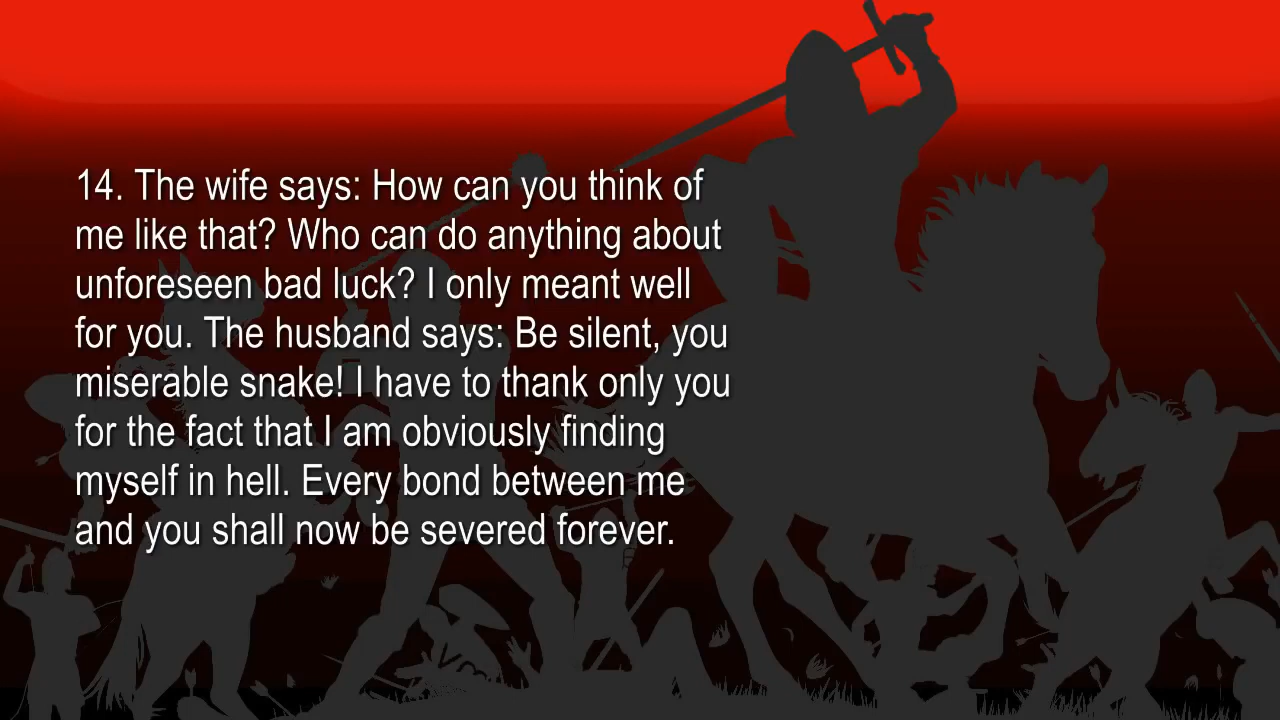 14. The wife says: How can you think of
me like that? Who can do anything about
unforeseen bad luck? I only meant well
for you. The husband says: Be silent, you
miserable snake! I have to thank only you
for the fact that I am obviously finding
myself in hell. Every bond between me
and you shall now be severed forever.